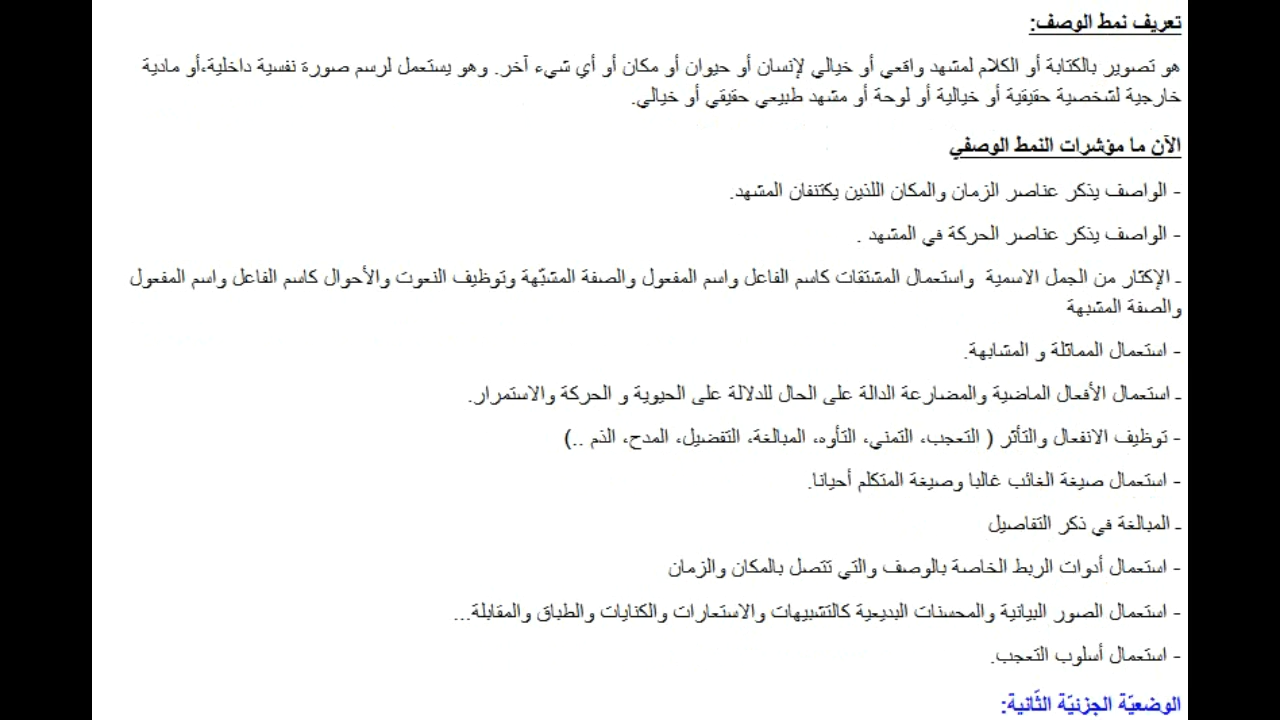 تعريف نمط الوصف:
هو تصوير بالكتابة أو الكلام لمشهد واقعي أو خيالي لإنسان أو حيوان أو مكان أو أي شيء آخر. وهو يستعمل لرسم صورة نفسية داخلية،أو مادية
خارجية لشخصية حقيقية أو خيالية أو لوحة أو مشهد طبيعي حقيقي أو خيالي.
الآن ما مؤشرات النمط الوصفي
- الواصف يذكر عناصر الزمان والمكان اللذين يكتنفان المشهد.
- الواصف يذكر عناصر الحركة في المشهد .
ـ الإكثار من الجمل الاسمية واستعمال المشتقات كاسم الفاعل واسم المفعول والصفة المشبّهة وتوظيف النعوت والأحوال كاسم الفاعل واسم المفعول
والصفة المشبهة
- استعمال المماثلة و المشابهة.
ـ استعمال الأفعال الماضية والمضارعة الدالة على الحال للدلالة على الحيوية و الحركة والاستمرار.
- توظيف الانفعال والتأثر ( التعجب، التمني، التأوه، المبالغة، التفضيل، المدح، الذم ..)
- استعمال صيغة الغائب غالبا وصيغة المتكلم أحيانا.
ـ المبالغة في ذكر التفاصيل
- استعمال أدوات الربط الخاصة بالوصف والتي تتصل بالمكان والزمان
- استعمال الصور البيانية والمحسنات البديعية كالتشبيهات والاستعارات والكنايات والطباق والمقابلة...
- استعمال أسلوب التعجب.
الوضعيّة الجزئيّة الثّانية: